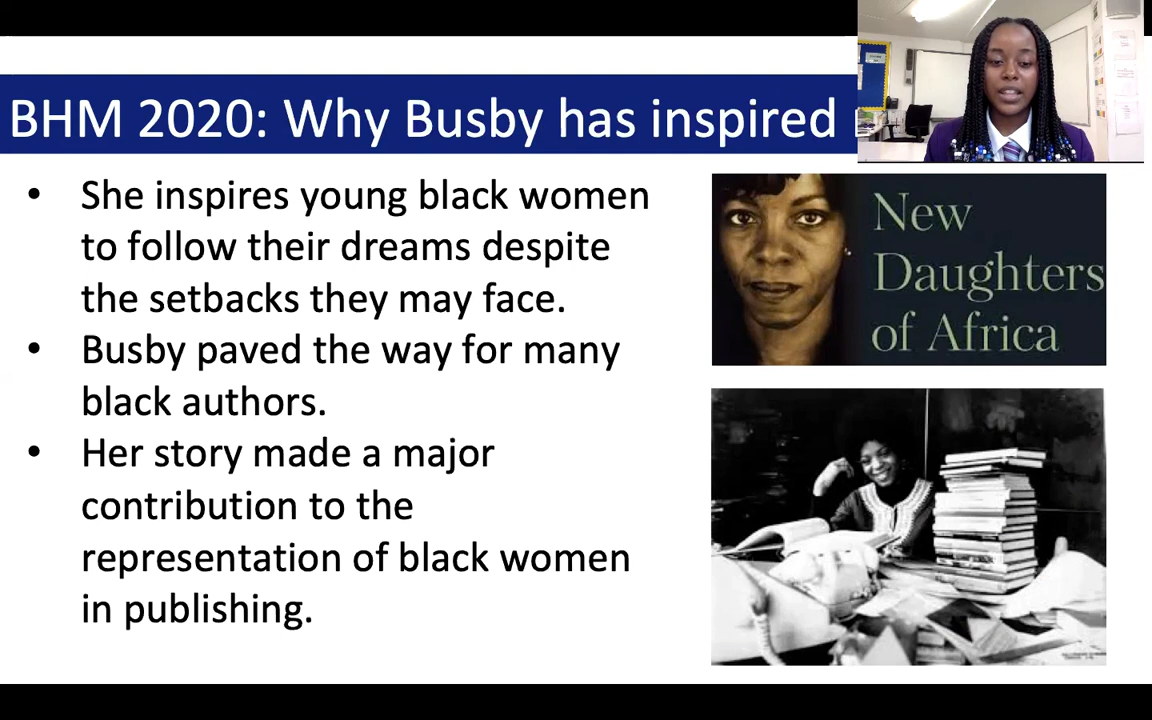 BHM 2020: Why Busby has inspired
• She inspires young black women
to follow their dreams despite
the setbacks they may face.
• Busby paved the way for many
black authors.
• Her story made a major
contribution to the
representation of black women
in publishing.
New
Daughters
of Africa